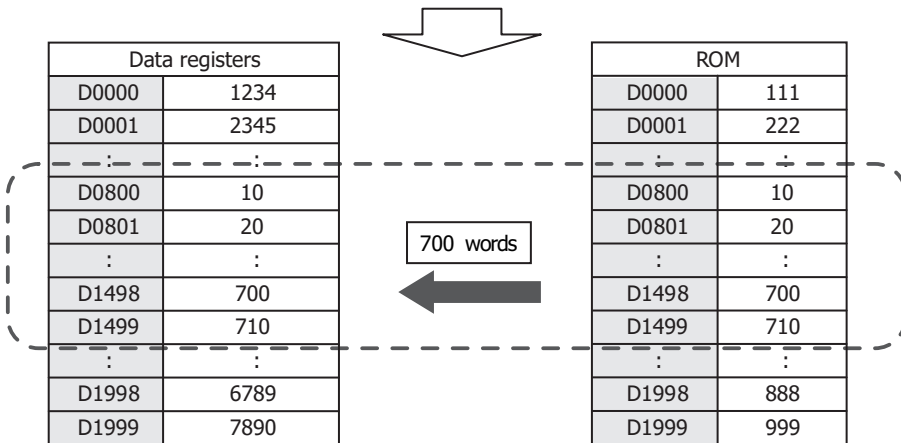 Data registers ROM
D0000 1234 D0000 111
D0001 2345 D0001 222
: : : :
D0800 10 D0800 10
D0801 20 D0801 20
700 words
: : : :
D1498 700 D1498 700
D1499 710 D1499 710
: : : :
D1998 6789 D1998 888
D1999 7890 D1999 999